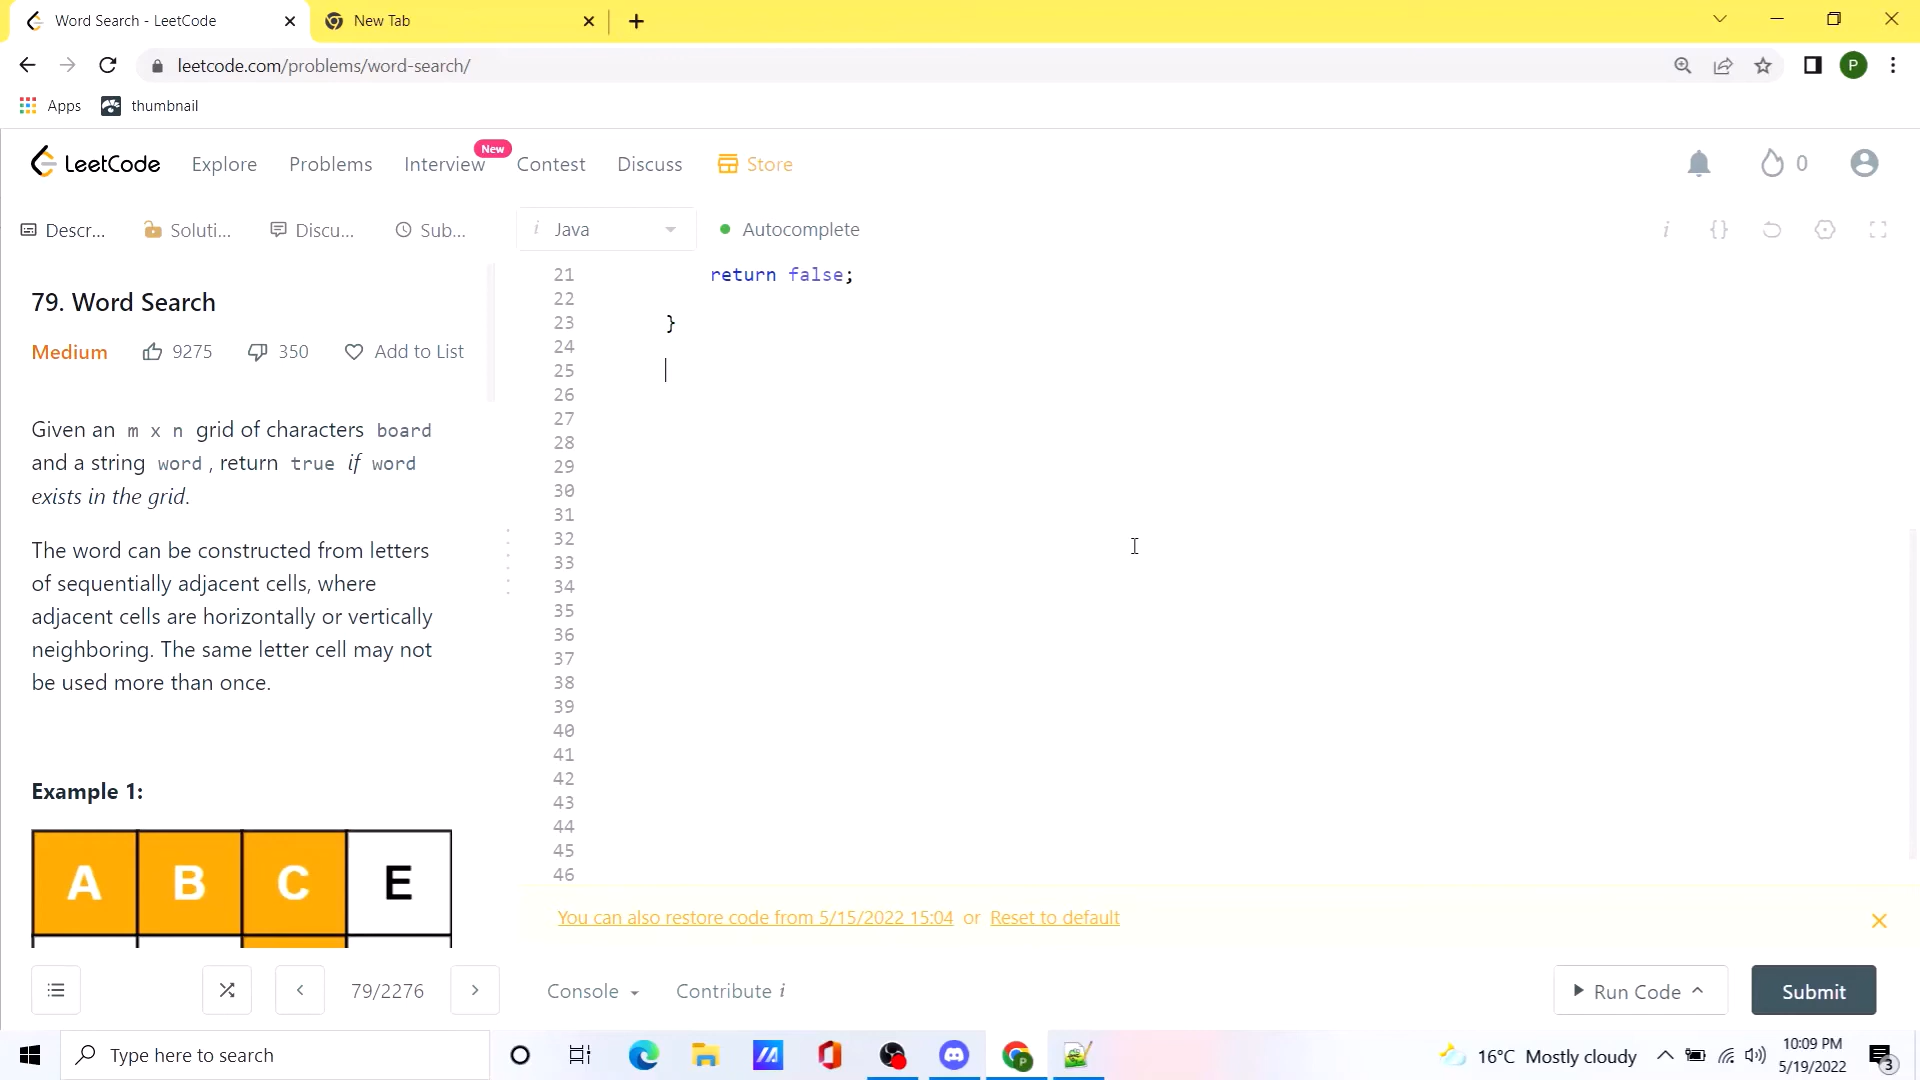 Word Search - LeetCode
New Tab
leetcode.com/problems/word-search/
P
Apps
thumbnail
LeetCode
Explore
Problems
Interview
New
Contest
Discuss
Store
0
Descr...
Soluti...
Discu...
Sub...
i
Java
Autocomplete
i
{}
79. Word Search
Medium
9275
350
Add to List
Given an m x n grid of characters board
and a string word , return true if word
exists in the grid.
The word can be constructed from letters
of sequentially adjacent cells, where
adjacent cells are horizontally or vertically
neighboring. The same letter cell may not
be used more than once.
Example 1:
A B C E
21 return false;
22
23 }
24
25
26
27
28
29
30
31
32
33
34
35
36
37
38
39
40
41
42
43
44
45
46
You can also restore code from 5/15/2022 15:04 or Reset to default
79/2276
Console
Contribute i
Run Code
Submit
Type here to search
16°C Mostly cloudy
10:09 PM
5/19/2022
3